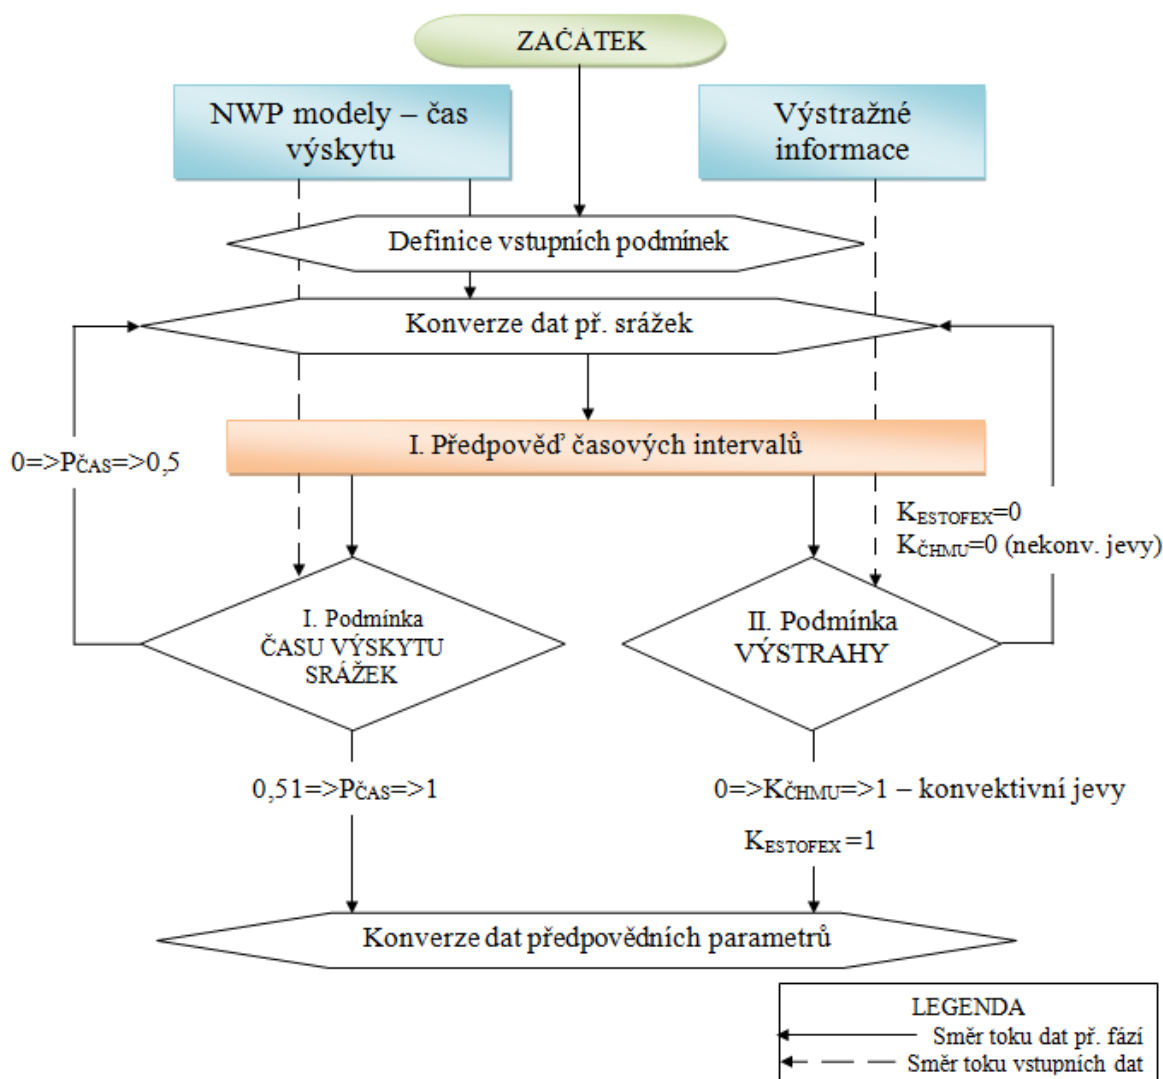 ZAČÁTEK
NWP modely – čas
výskytu
Výstražné
informace
Definice vstupních podmínek
Konverze dat př. srážek
I. Předpověď časových intervalů
0=>PČAS=>0,5
KESTOFEX=0
KČHMU=0 (nekonv. jevy)
I. Podmínka
ČASU VÝSKYTU
SRÁŽEK
II. Podmínka
VÝSTRAHY
0,51=>PČAS=>1
0=>KČHMU=>1 – konvektivní jevy
KESTOFEX =1
Konverze dat předpovědních parametrů
LEGENDA
Směr toku dat př. fází
Směr toku vstupních dat